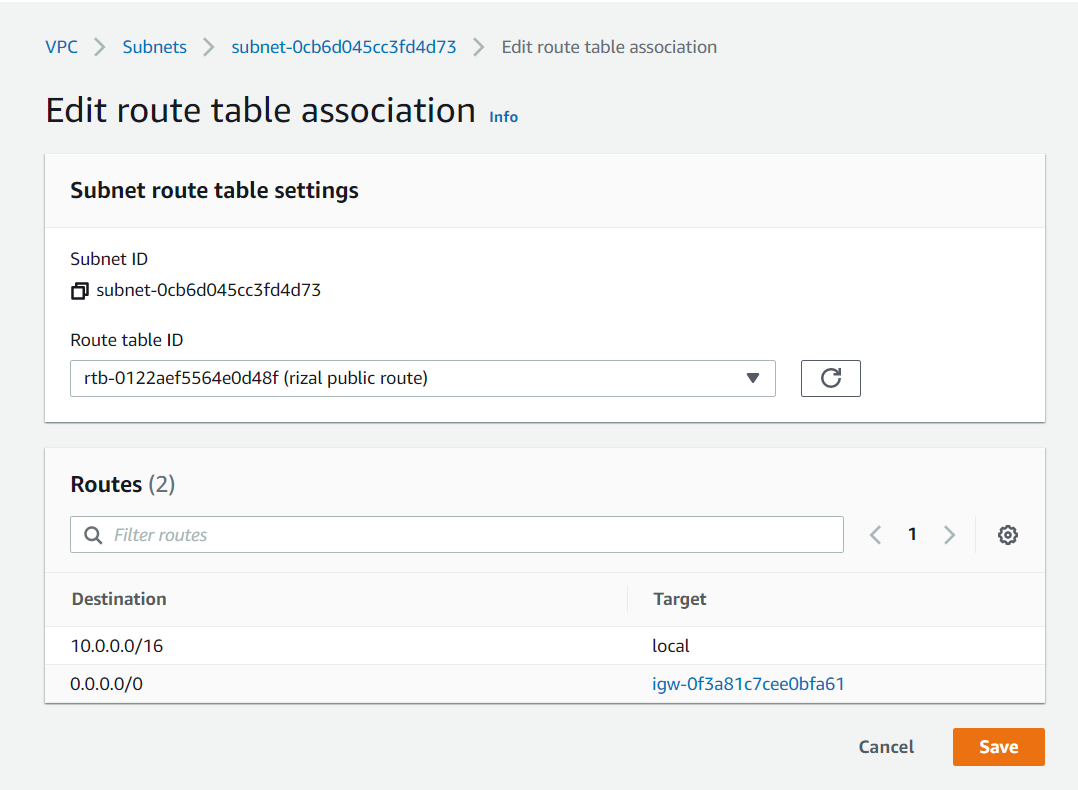 VPC > Subnets > subnet-0cb6d045cc3fd4d73 > Edit route table association
Edit route table association Info
Subnet route table settings
Subnet ID
subnet-0cb6d045cc3fd4d73
Route table ID
rtb-0122aef5564e0d48f (rizal public route)
Routes (2)
Filter routes 1
Destination Target
10.0.0.0/16 local
0.0.0.0/0 igw-0f3a81c7cee0bfa61
Cancel Save